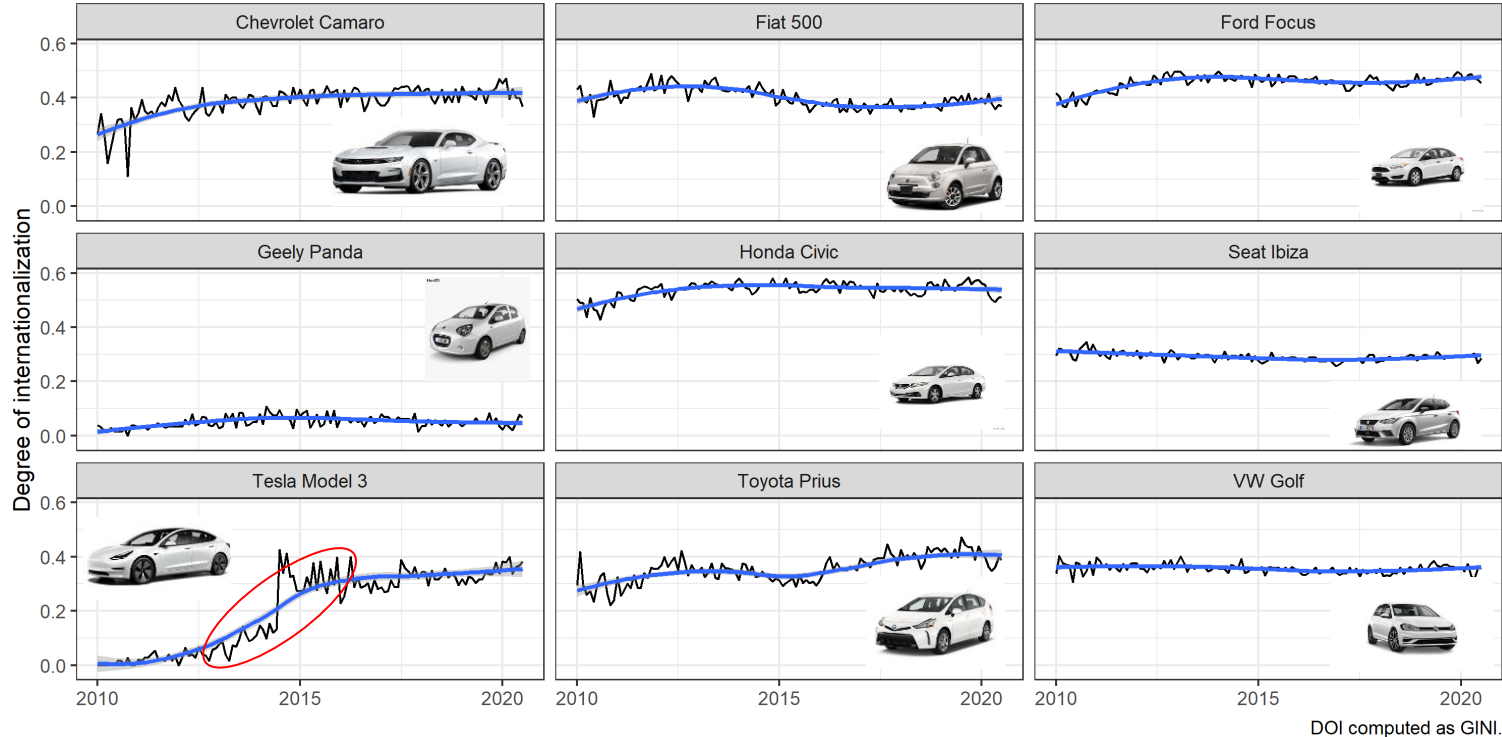 Chevrolet Camaro
Fiat 500
Ford Focus
0.6
0.4
0.2
0.0
Geely Panda
Honda Civic
Seat Ibiza
0.6
0.4
0.2
0.0
Tesla Model 3
Toyota Prius
VW Golf
0.6
0.4
0.2
0.0
2010
2015
2020
2010
2015
2020
2010
2015
2020
Degree of internationalization
DOI computed as GINI.